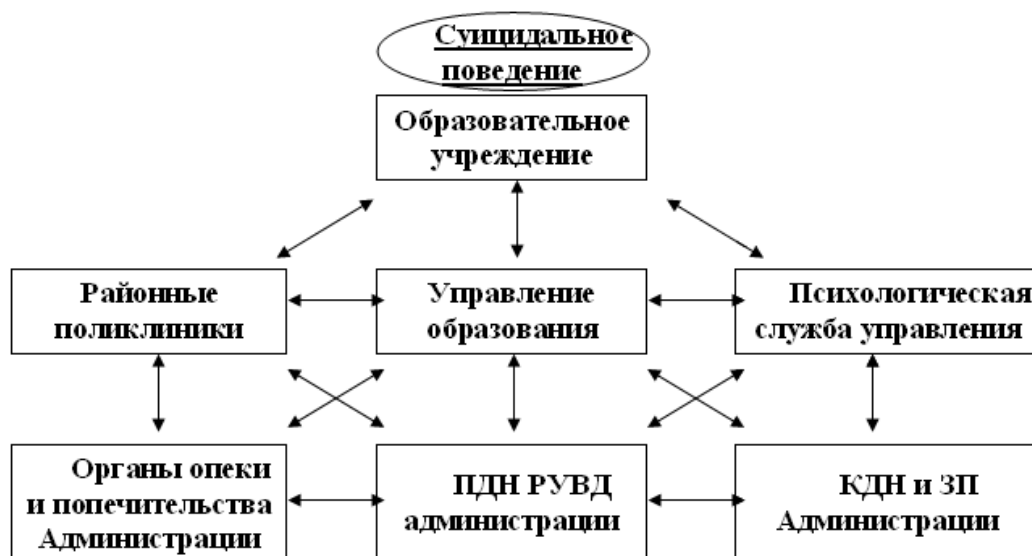 Суицидальное
поведение
Образовательное
учреждение
Районные
поликлиники
Управление
образования
Психологическая
служба управления
Органы опеки
и попечительства
Администрации
ПДН РУВД
администрации
КДН и ЗП
Администрации